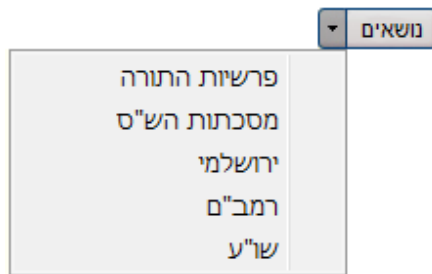 נושאים
פרשיות התורה
מסכתות הש"ס
ירושלמי
רמב"ם
שו"ע